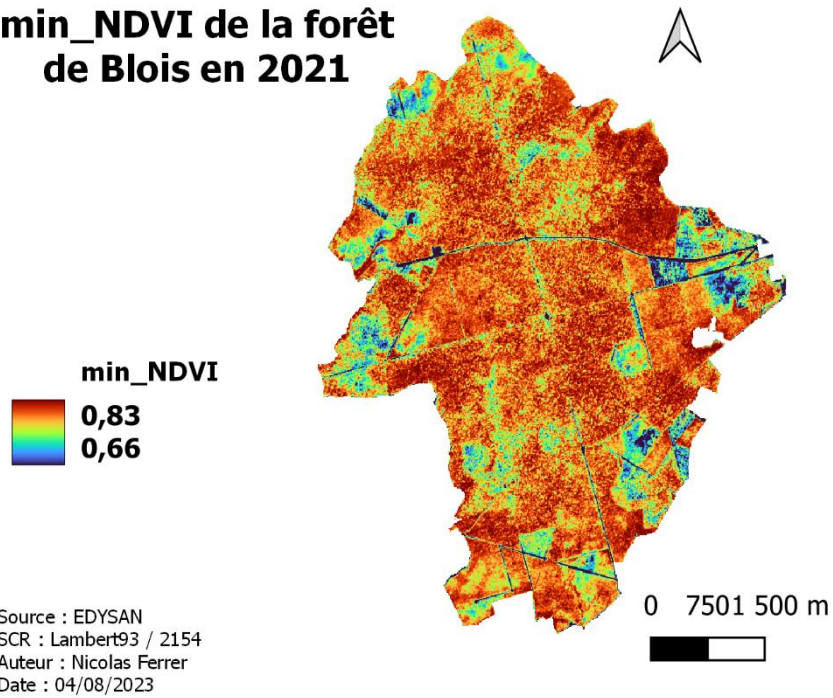 min_NDVI de la forêt
de Blois en 2021
min_NDVI
0,83
0,66
Source : EDYSAN
SCR : Lambert93 / 2154
Auteur : Nicolas Ferrer
Date : 04/08/2023
0 7501 500 m